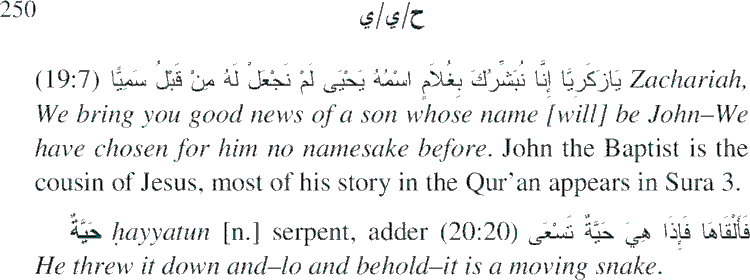 250 ح/ي/ي
(19:7) يَازَكَرِيَّا إِنَّا نُبَشِّرُكَ بِغُلَامٍ اسْمُهُ يَحْيَى لَمْ نَجْعَلْ لَهُ مِنْ قَبْلُ سَمِيًّا Zachariah,
We bring you good news of a son whose name [will] be John–We
have chosen for him no namesake before. John the Baptist is the
cousin of Jesus, most of his story in the Qur'an appears in Sura 3.
حَيَّةٌ ḥayyatun [n.] serpent, adder (20:20) فَأَلْقَاهَا فَإِذَا هِيَ حَيَّةٌ تَسْعَى
He threw it down and–lo and behold–it is a moving snake.